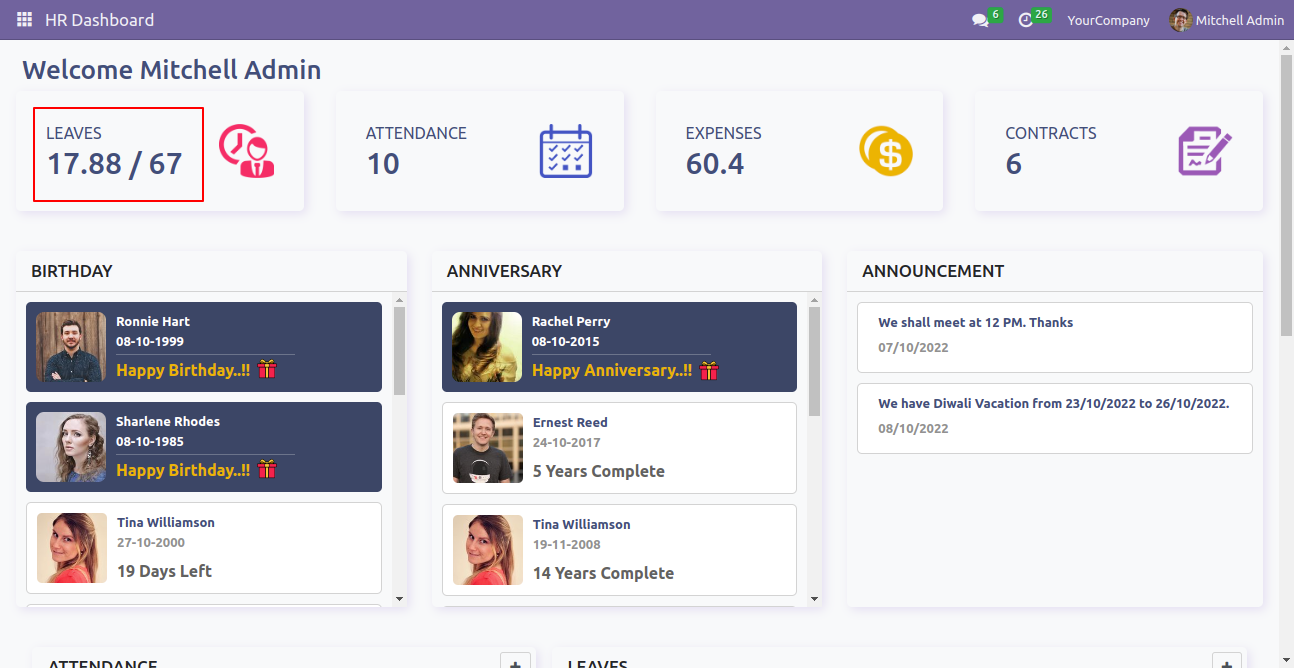 HR Dashboard
6
26
YourCompany
Mitchell Admin
Welcome Mitchell Admin
LEAVES
17.88 / 67
ATTENDANCE
10
EXPENSES
60.4
CONTRACTS
6
BIRTHDAY
Ronnie Hart
08-10-1999
Happy Birthday..!!
Sharlene Rhodes
08-10-1985
Happy Birthday..!!
Tina Williamson
27-10-2000
19 Days Left
ANNIVERSARY
Rachel Perry
08-10-2015
Happy Anniversary..!!
Ernest Reed
24-10-2017
5 Years Complete
Tina Williamson
19-11-2008
14 Years Complete
ANNOUNCEMENT
We shall meet at 12 PM. Thanks
07/10/2022
We have Diwali Vacation from 23/10/2022 to 26/10/2022.
08/10/2022
ATTENDANCE
+
LEAVES
+